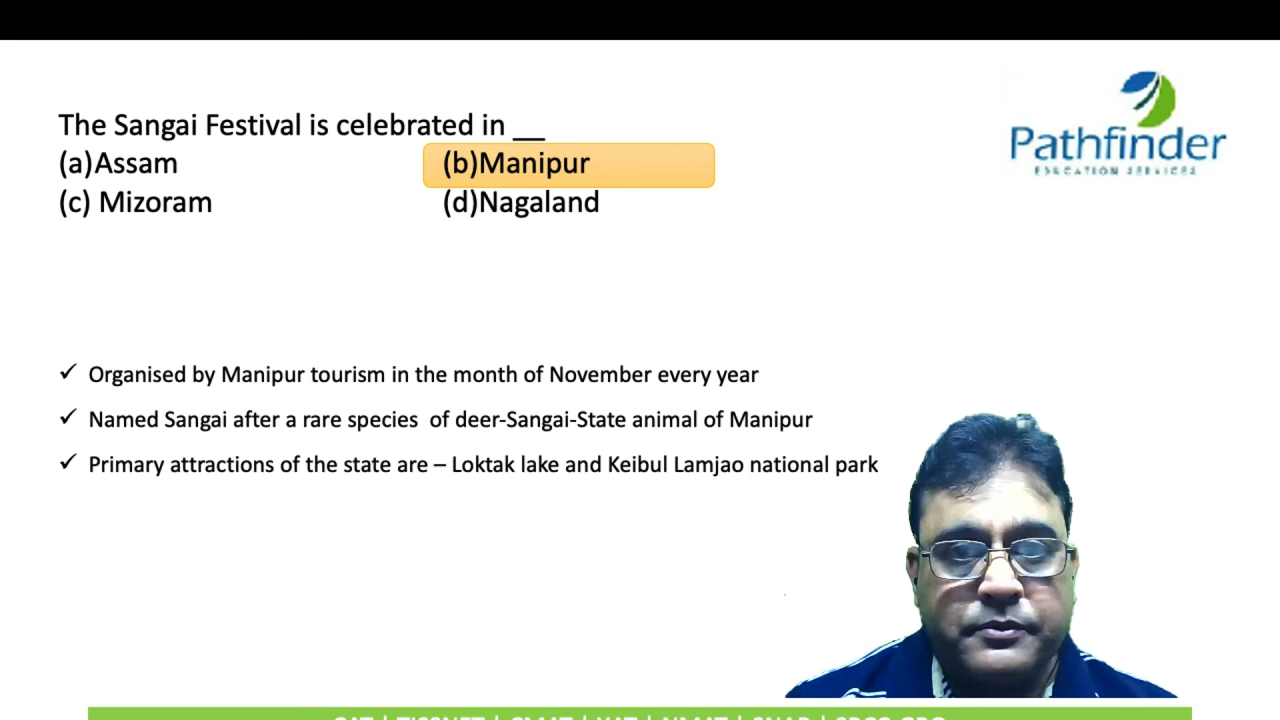 The Sangai Festival is celebrated in __
(a)Assam (b)Manipur
(c) Mizoram (d)Nagaland
Pathfinder
EDUCATION SERVICES
✓ Organised by Manipur tourism in the month of November every year
✓ Named Sangai after a rare species of deer-Sangai-State animal of Manipur
✓ Primary attractions of the state are – Loktak lake and Keibul Lamjao national park